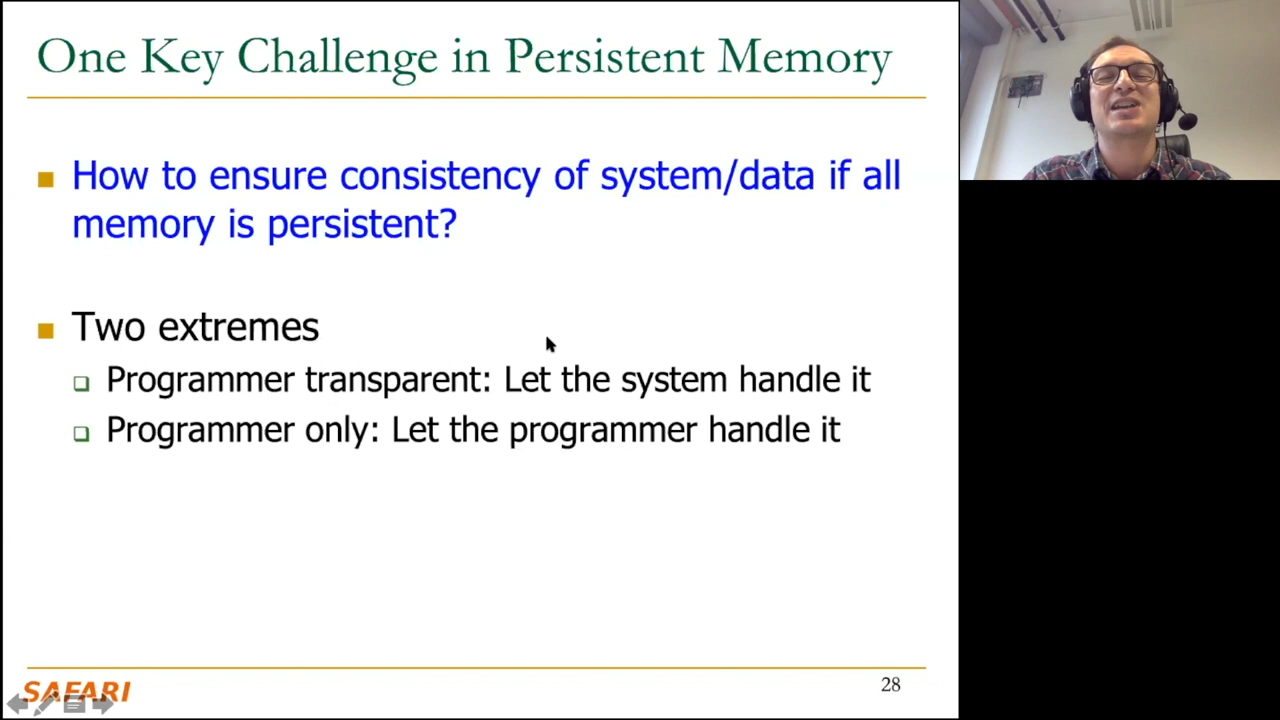 One Key Challenge in Persistent Memory
How to ensure consistency of system/data if all
memory is persistent?
Two extremes
Programmer transparent: Let the system handle it
Programmer only: Let the programmer handle it
SAFARI
28